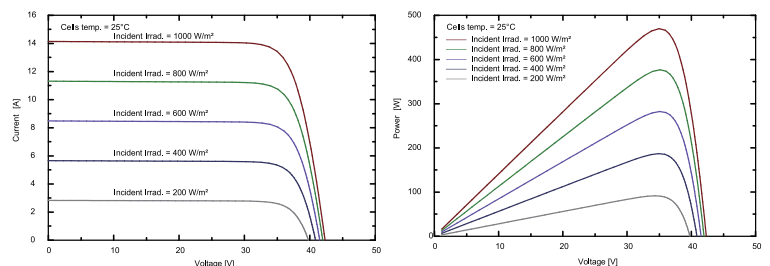 Cells temp. = 25°C
Incident Irrad. = 1000 W/m²
Incident Irrad. = 800 W/m²
Incident Irrad. = 600 W/m²
Incident Irrad. = 400 W/m²
Incident Irrad. = 200 W/m²
16
14
12
10
8
6
4
2
0
Current [A]
0
10
20
30
40
50
Voltage [V]
Cells temp. = 25°C
Incident Irrad. = 1000 W/m²
Incident Irrad. = 800 W/m²
Incident Irrad. = 600 W/m²
Incident Irrad. = 400 W/m²
Incident Irrad. = 200 W/m²
500
400
300
200
100
0
Power [W]
0
10
20
30
40
50
Voltage [V]